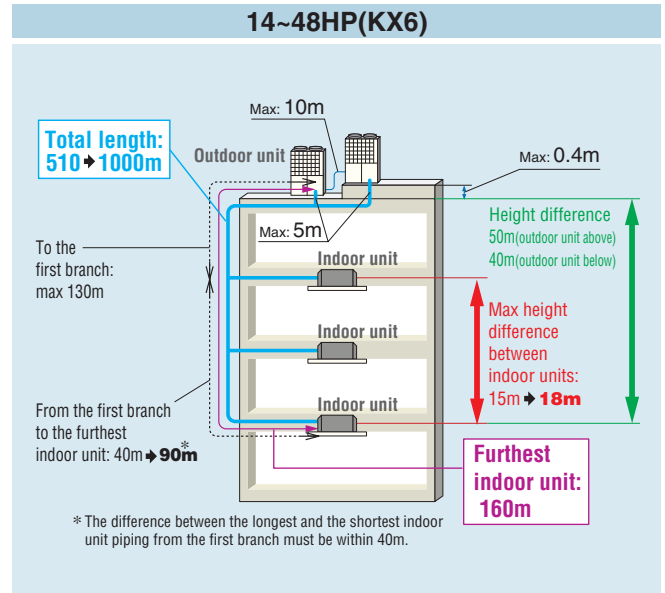 14~48HP(KX6)
Max: 10m
Total length:
510➧1000m
Outdoor unit
Max: 0.4m
Max: 5m
Height difference
50m(outdoor unit above)
40m(outdoor unit below)
To the
first branch:
max 130m
Indoor unit
Max height
difference
between
indoor units:
15m➧18m
Indoor unit
Indoor unit
From the first branch
to the furthest
indoor unit: 40m➧90m*
Furthest
indoor unit:
160m
* The difference between the longest and the shortest indoor
unit piping from the first branch must be within 40m.